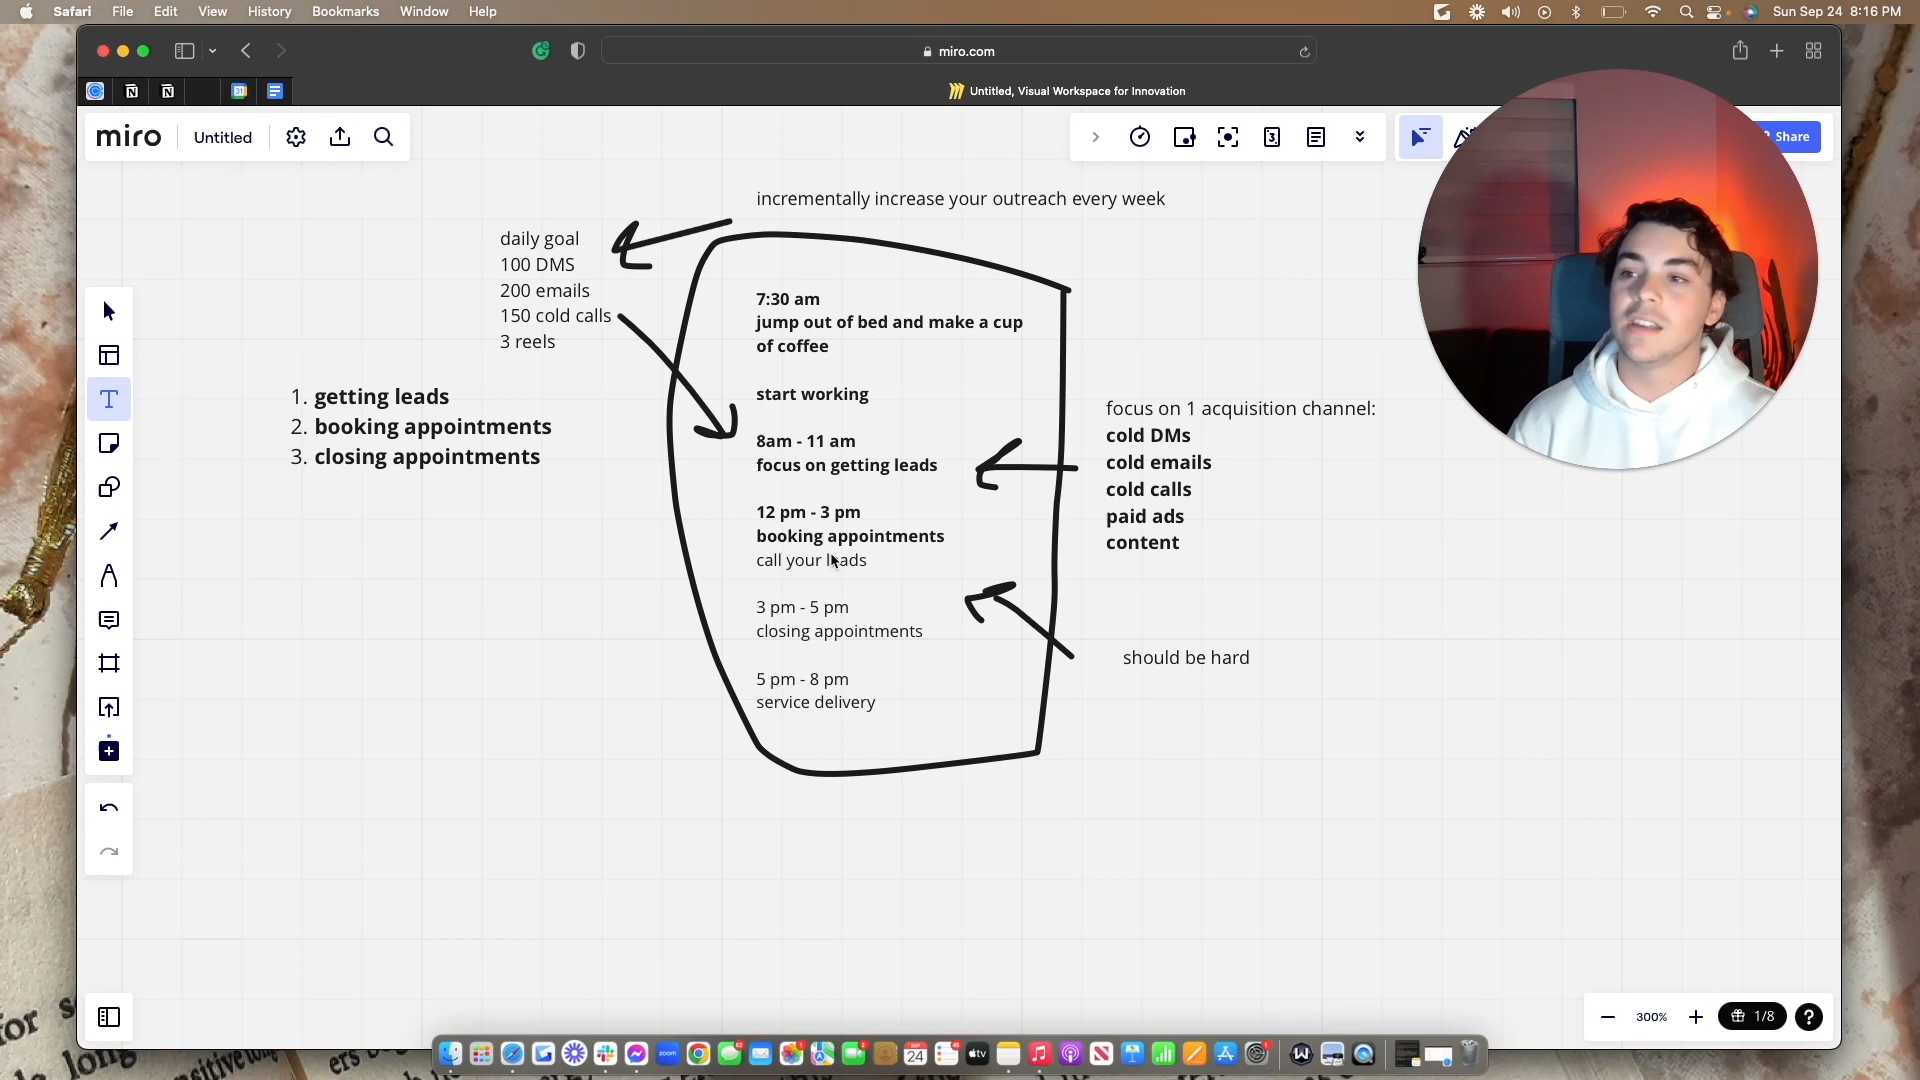 Safari File Edit View History Bookmarks Window Help
Sun Sep 24 8:16 PM
miro.com
Untitled, Visual Workspace for Innovation
miro
Untitled
Share
incrementally increase your outreach every week
daily goal
100 DMS
200 emails
150 cold calls
3 reels
1. getting leads
2. booking appointments
3. closing appointments
7:30 am
jump out of bed and make a cup
of coffee
start working
8am - 11 am
focus on getting leads
12 pm - 3 pm
booking appointments
call your leads
3 pm - 5 pm
closing appointments
5 pm - 8 pm
service delivery
focus on 1 acquisition channel:
cold DMs
cold emails
cold calls
paid ads
content
should be hard
300%
1/8
zoom
SEP
24
tv